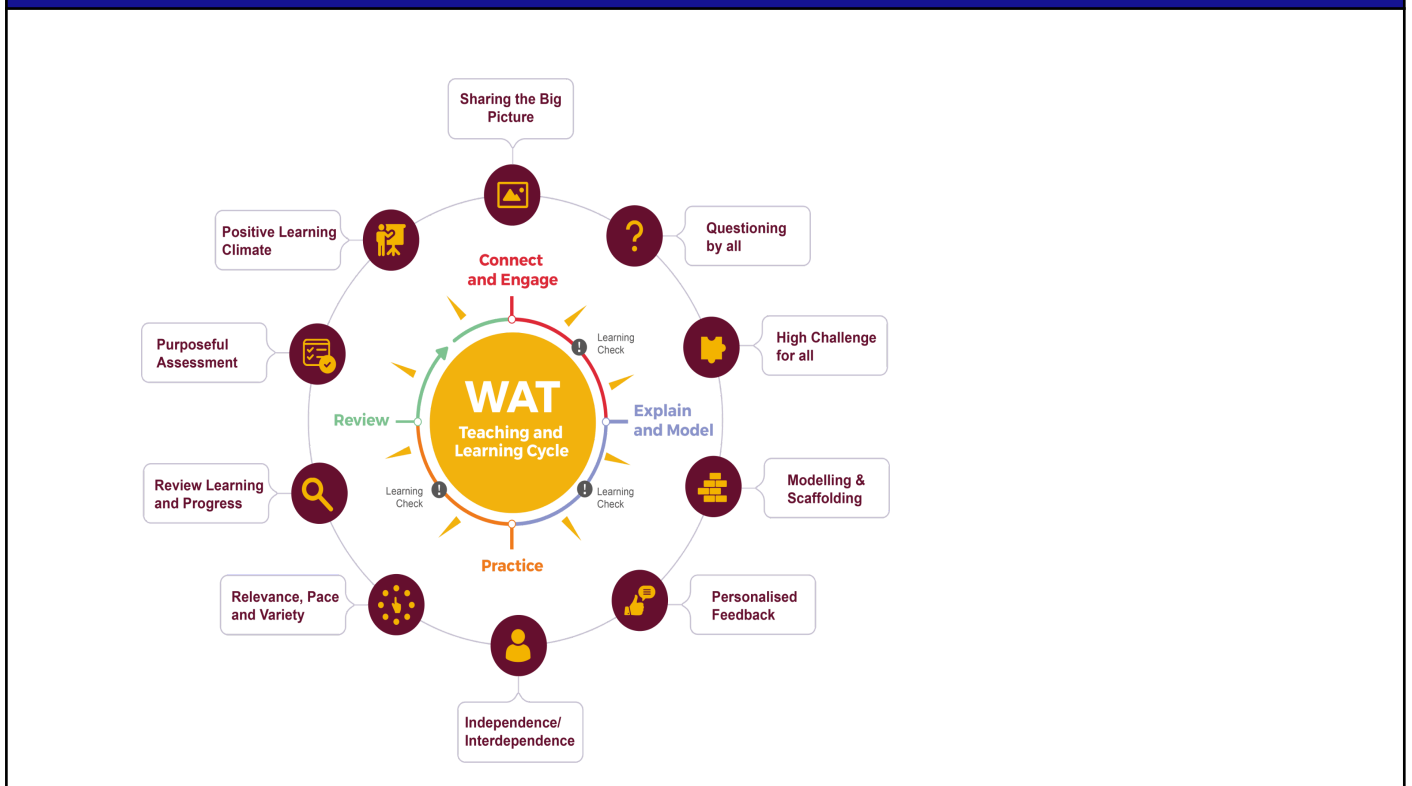 Sharing the Big
Picture
Positive Learning
Climate
Questioning
by all
Connect
and Engage
Learning
Check
Purposeful
Assessment
High Challenge
for all
WAT
Teaching and
Learning Cycle
Review
Explain
and Model
Review Learning
and Progress
Learning
Check
Learning
Check
Modelling &
Scaffolding
Practice
Relevance, Pace
and Variety
Personalised
Feedback
Independence/
Interdependence